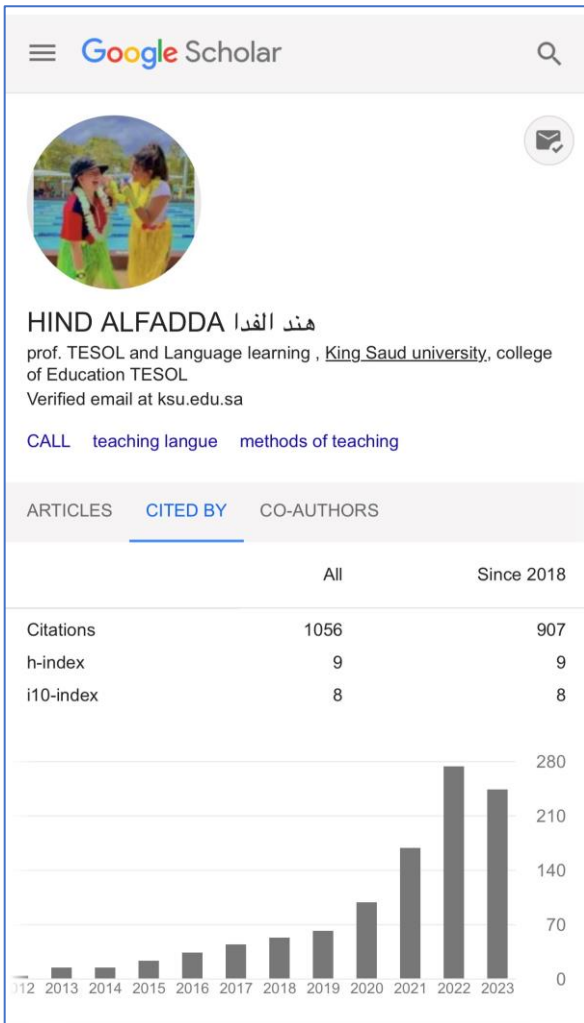 Google Scholar
HIND ALFADDA هند الفدا
prof. TESOL and Language learning , King Saud university, college
of Education TESOL
Verified email at ksu.edu.sa
CALL teaching langue methods of teaching
ARTICLES CITED BY CO-AUTHORS
All Since 2018
Citations 1056 907
h-index 9 9
i10-index 8 8
280
210
140
70
0
12 2013 2014 2015 2016 2017 2018 2019 2020 2021 2022 2023